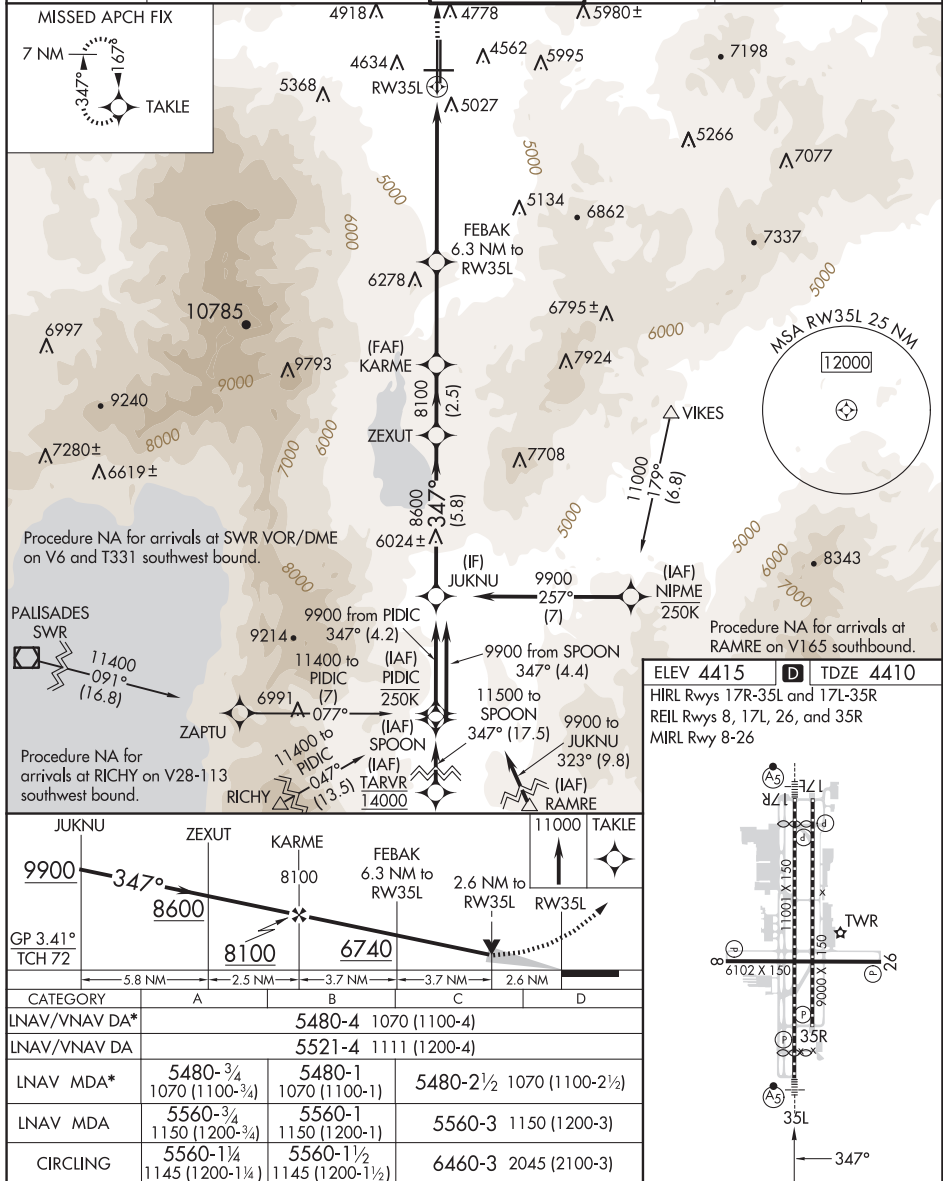 MISSED APCH FIX
7 NM
347°
167°
TAKLE
4918
4778
5980±
4634
4562
5995
7198
5368
RW35L
5027
5266
7077
5000
5000
5134
6862
6000
FEBAK
6.3 NM to
RW35L
7337
6278
5000
10785
6795±
6000
6997
(FAF)
KARME
MSA RW35L 25 NM
12000
9793
7924
9000
8100
(2.5)
9240
VIKES
8000
ZEXUT
7280±
6619±
7000
6000
7708
11000
179°
(6.8)
8600
347°
(5.8)
5000
Procedure NA for arrivals at SWR VOR/DME
on V6 and T331 southwest bound.
6024±
5000
6000
7000
8343
8000
(IF)
JUKNU
9900
257°
(7)
(IAF)
NIPME
250K
PALISADES
SWR
9900 from PIDIC
347° (4.2)
Procedure NA for arrivals at
RAMRE on V165 southbound.
9214
11400
091°
(16.8)
11400 to
PIDIC
(7)
077°
(IAF)
PIDIC
250K
9900 from SPOON
347° (4.4)
6991
ZAPTU
11500 to
SPOON
347° (17.5)
(IAF)
SPOON
9900 to
JUKNU
323° (9.8)
Procedure NA for
arrivals at RICHY on V28-113
southwest bound.
11400 to
PIDIC
047°
(13.5)
RICHY
(IAF)
TARVR
14000
(IAF)
RAMRE
ELEV 4415 D TDZE 4410
HIRL Rwys 17R-35L and 17L-35R
REIL Rwys 8, 17L, 26, and 35R
MIRL Rwy 8-26
A5
17R
17L
P
P
11001 X 150
x
TWR
P
8
6102 X 150
9000 X 150
26
P
P
35R
P
x
x
A5
35L
347°
JUKNU
ZEXUT
KARME
FEBAK
6.3 NM to
RW35L
2.6 NM to
RW35L
RW35L
11000
TAKLE
9900
347°
8600
8100
8100
6740
GP 3.41°
TCH 72
5.8 NM 2.5 NM 3.7 NM 3.7 NM 2.6 NM
CATEGORY A B C D
LNAV/VNAV DA* 5480-4 1070 (1100-4)
LNAV/VNAV DA 5521-4 1111 (1200-4)
LNAV MDA* 5480-¾ 1070 (1100-¾) 5480-1 1070 (1100-1) 5480-2½ 1070 (1100-2½)
LNAV MDA 5560-¾ 1150 (1200-¾) 5560-1 1150 (1200-1) 5560-3 1150 (1200-3)
CIRCLING 5560-1¼ 1145 (1200-1¼) 5560-1½ 1145 (1200-1½) 6460-3 2045 (2100-3)